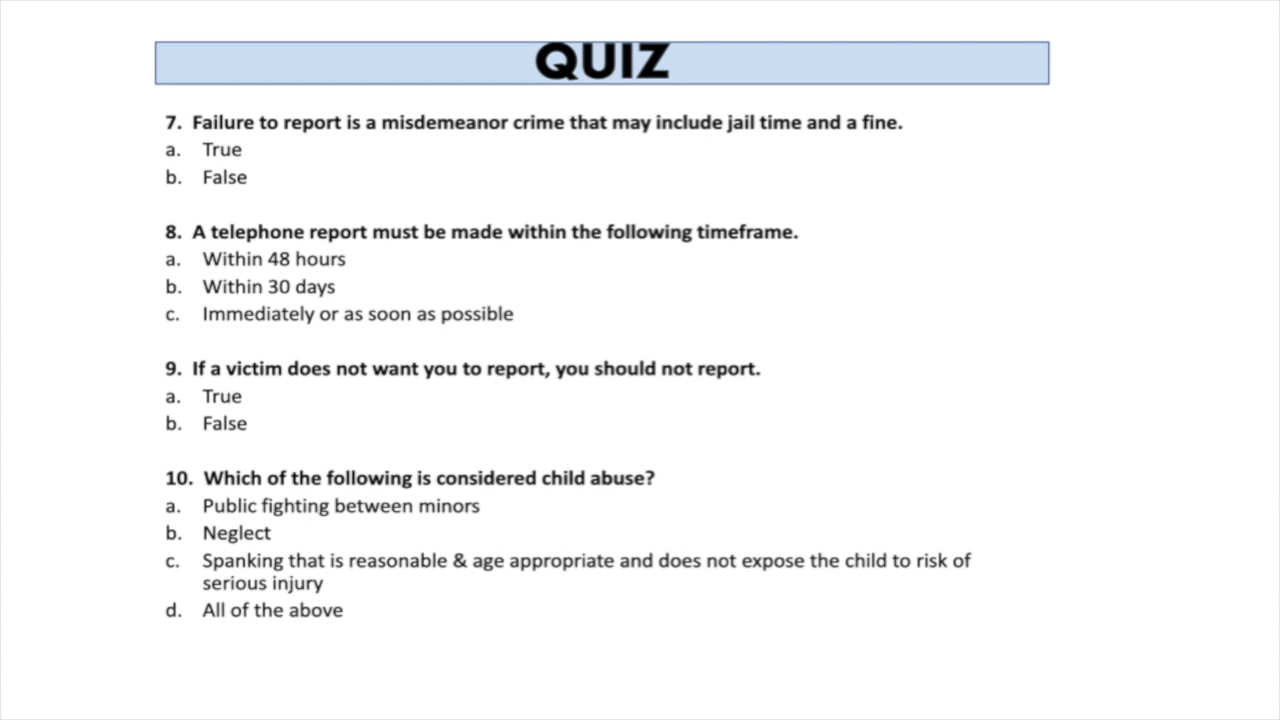 QUIZ
7. Failure to report is a misdemeanor crime that may include jail time and a fine.
a. True
b. False
8. A telephone report must be made within the following timeframe.
a. Within 48 hours
b. Within 30 days
c. Immediately or as soon as possible
9. If a victim does not want you to report, you should not report.
a. True
b. False
10. Which of the following is considered child abuse?
a. Public fighting between minors
b. Neglect
c. Spanking that is reasonable & age appropriate and does not expose the child to risk of
serious injury
d. All of the above